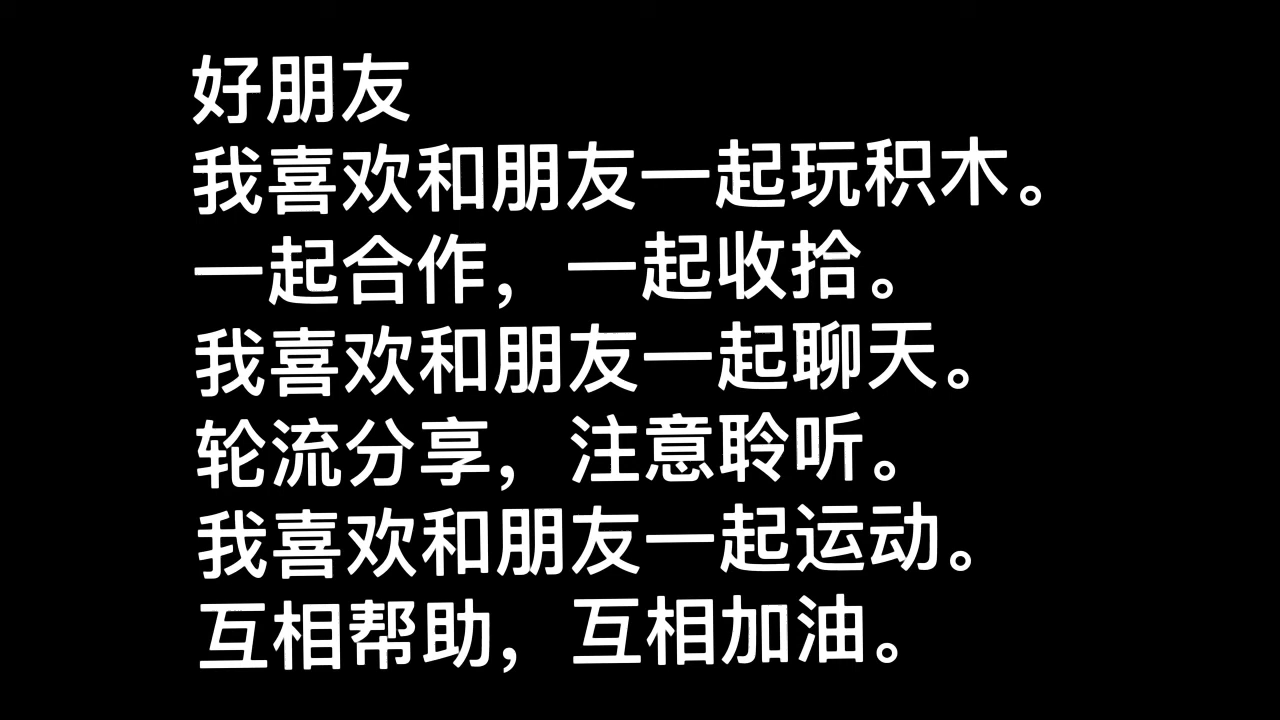 好朋友
我喜欢和朋友一起玩积木。
一起合作，一起收拾。
我喜欢和朋友一起聊天。
轮流分享，注意聆听。
我喜欢和朋友一起运动。
互相帮助，互相加油。